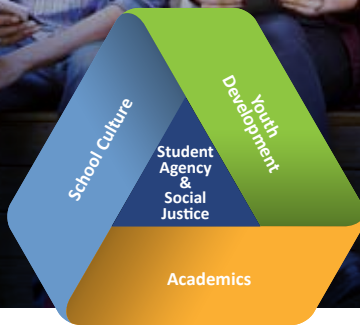 School Culture
Youth
Development
Student
Agency
&
Social
Justice
Academics